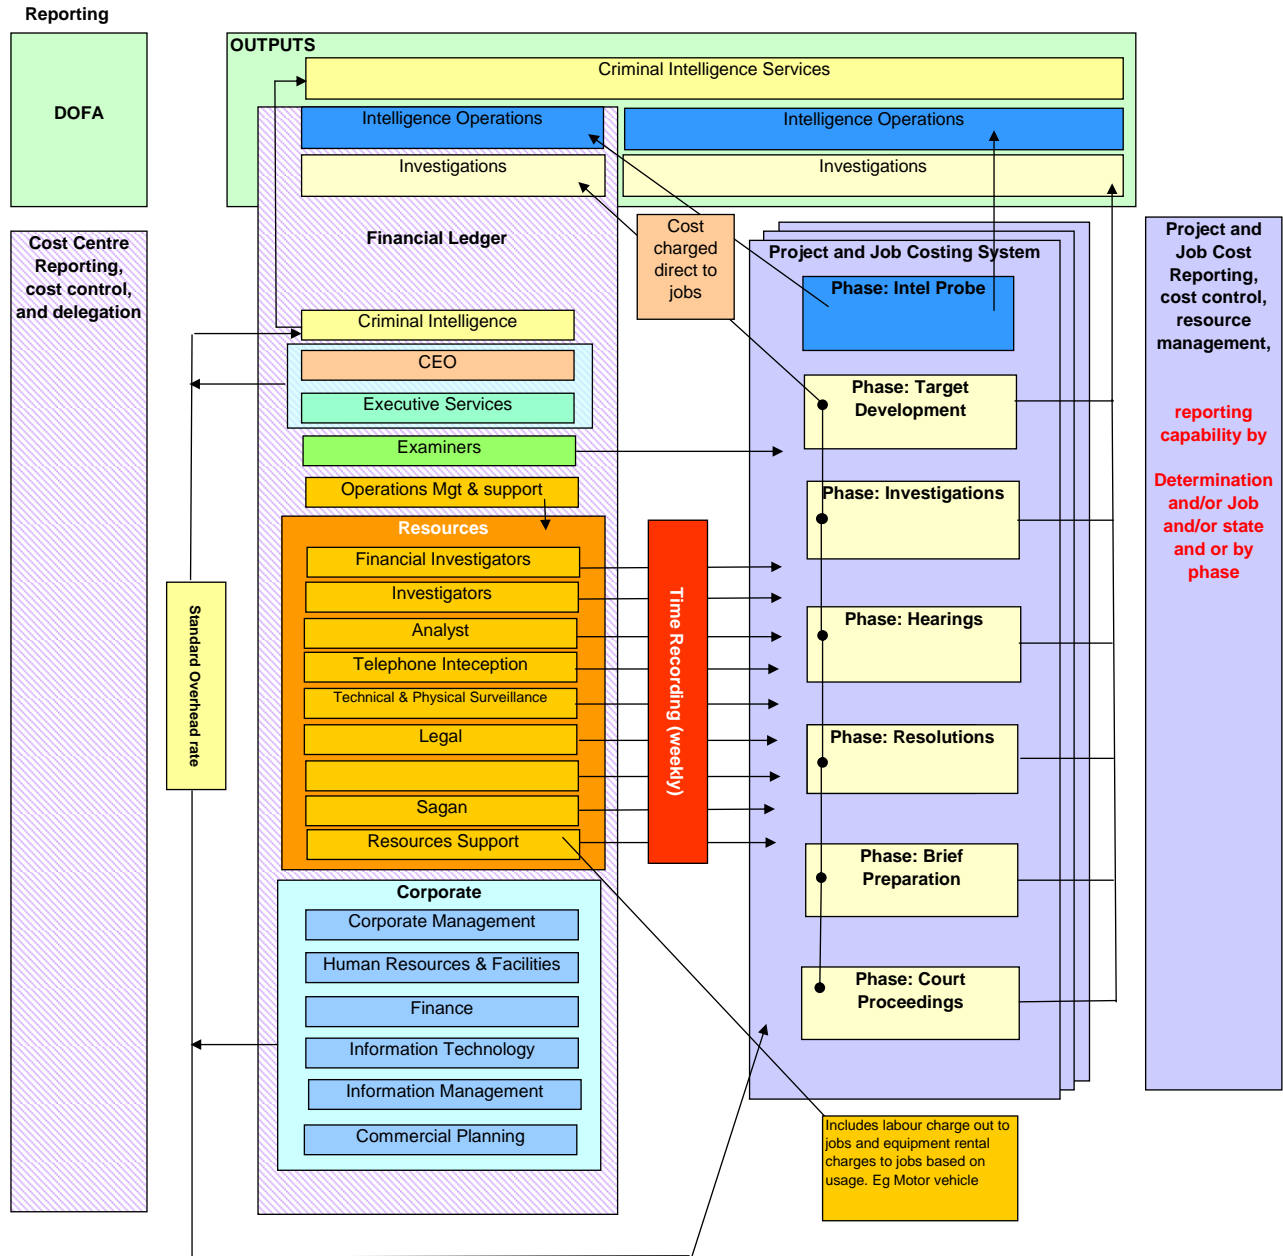 Reporting
DOFA
OUTPUTS
Criminal Intelligence Services
Intelligence Operations
Intelligence Operations
Investigations
Investigations
Cost Centre
Reporting,
cost control,
and delegation
Financial Ledger
Cost
charged
direct to
jobs
Project and Job Costing System
Phase: Intel Probe
Project and
Job Cost
Reporting,
cost control,
resource
management,
reporting
capability by
Determination
and/or Job
and/or state
and or by
phase
Criminal Intelligence
CEO
Executive Services
Examiners
Operations Mgt & support
Resources
Financial Investigators
Investigators
Analyst
Telephone Inteception
Technical & Physical Surveillance
Legal
Sagan
Resources Support
Standard Overhead rate
Time Recording (weekly)
Phase: Target
Development
Phase: Investigations
Phase: Hearings
Phase: Resolutions
Phase: Brief
Preparation
Phase: Court
Proceedings
Corporate
Corporate Management
Human Resources & Facilities
Finance
Information Technology
Information Management
Commercial Planning
Includes labour charge out to
jobs and equipment rental
charges to jobs based on
usage. Eg Motor vehicle